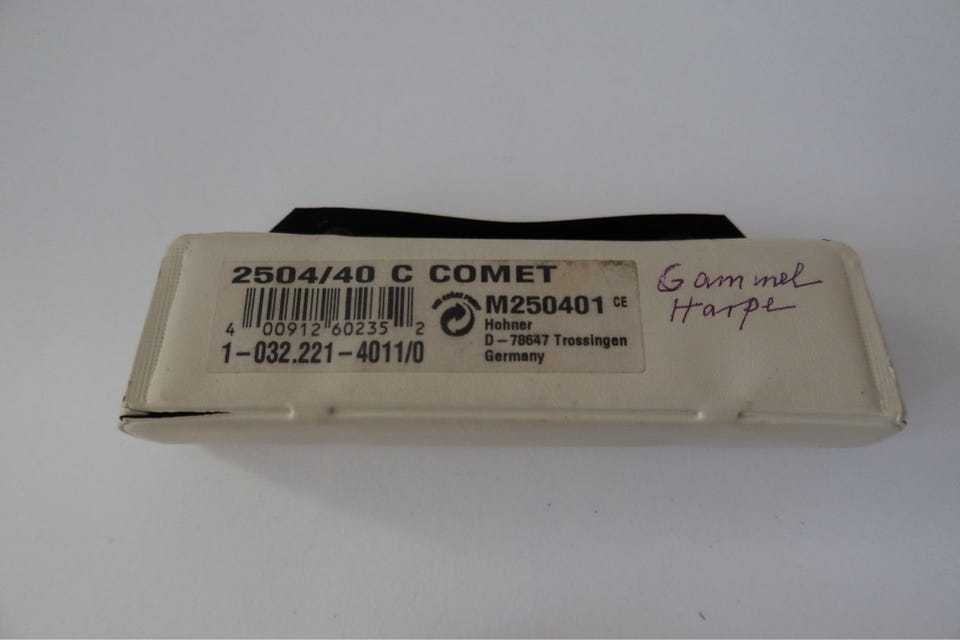 2504/40 C COMET
4 00912 60235 2
1-032.221-4011/0
M250401 CE
Hohner
D-78647 Trossingen
Germany
Gammel
Harpe